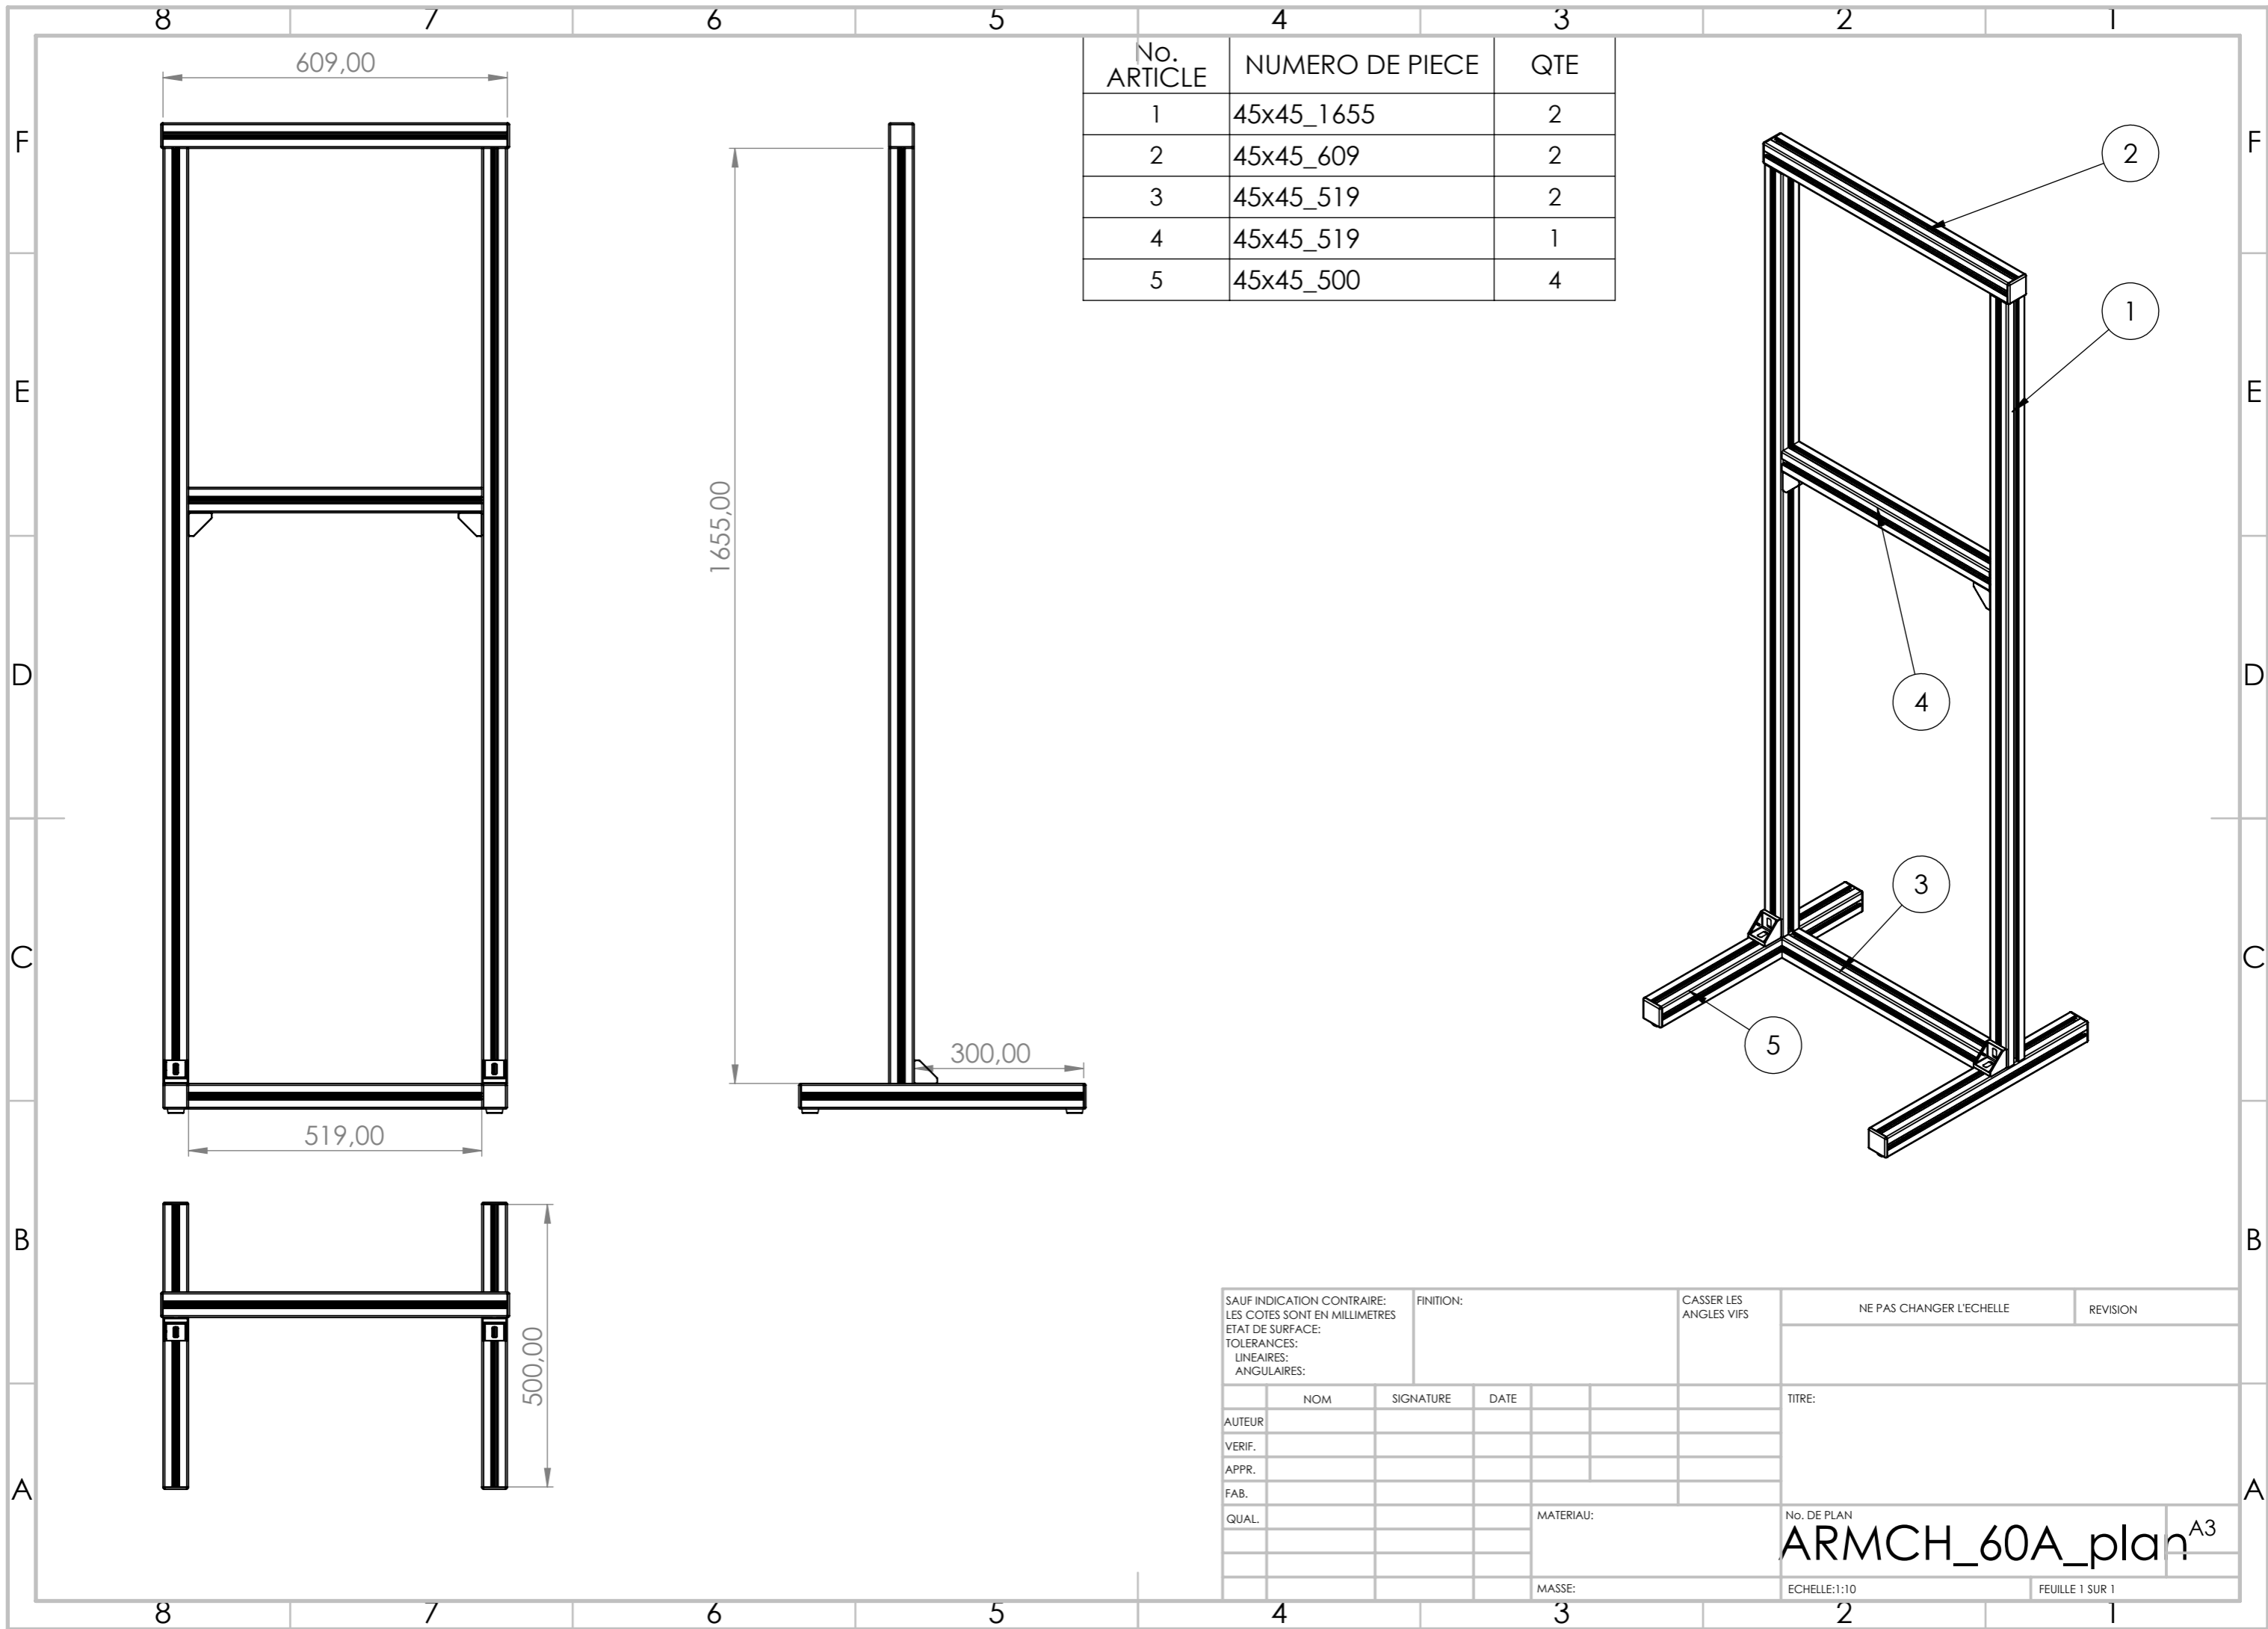 8 7 6 5 4 3 2 1
F
E
D
C
B
A
F
E
D
C
B
A
609,00
1655,00
300,00
519,00
500,00
No. ARTICLE NUMERO DE PIECE QTE
1 45x45_1655 2
2 45x45_609 2
3 45x45_519 2
4 45x45_519 1
5 45x45_500 4
2
1
4
3
5
SAUF INDICATION CONTRAIRE:
LES COTES SONT EN MILLIMETRES
ETAT DE SURFACE:
TOLERANCES:
LINEAIRES:
ANGULAIRES:
FINITION:
CASSER LES
ANGLES VIFS
NE PAS CHANGER L'ECHELLE
REVISION
NOM SIGNATURE DATE
AUTEUR
VERIF.
APPR.
FAB.
QUAL.
TITRE:
MATERIAU:
No. DE PLAN
ARMCH_60A_plan
A3
MASSE:
ECHELLE:1:10
FEUILLE 1 SUR 1
8 7 6 5 4 3 2 1